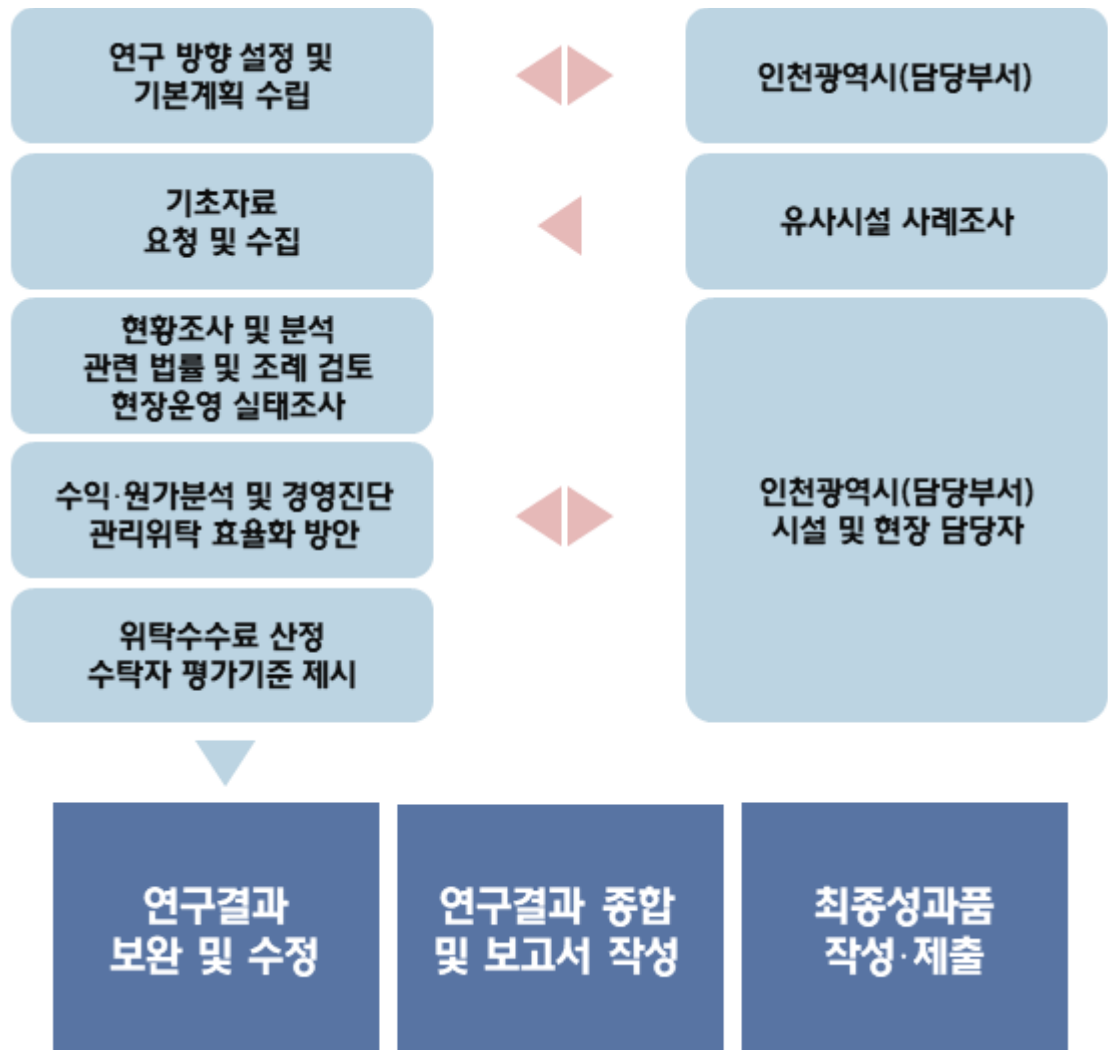 연구 방향 설정 및
기본계획 수립
인천광역시(담당부서)
기초자료
요청 및 수집
유사시설 사례조사
현황조사 및 분석
관련 법률 및 조례 검토
현장운영 실태조사
수익·원가분석 및 경영진단
관리위탁 효율화 방안
인천광역시(담당부서)
시설 및 현장 담당자
위탁수수료 산정
수탁자 평가기준 제시
연구결과
보완 및 수정
연구결과 종합
및 보고서 작성
최종성과품
작성·제출